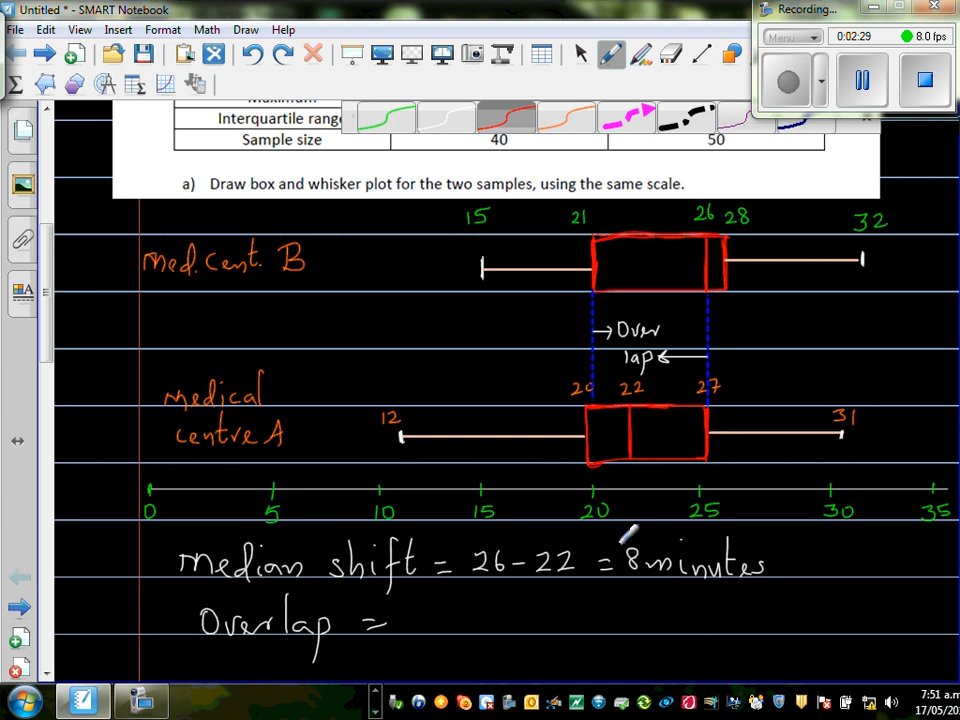 Untitled * - SMART Notebook
Recording...
File Edit View Insert Format Math Draw Help
Menu
0:02:29
8.0 fps
Maximum
Interquartile rang
Sample size 40 50
a) Draw box and whisker plot for the two samples, using the same scale.
15 21 26 28 32
med.cent. B
Over
lap
medical
centre A
20 22 27
12 31
0 5 10 15 20 25 30 35
median shift = 26-22 = 8 minutes
Overlap =
7:51 a.m
17/05/20